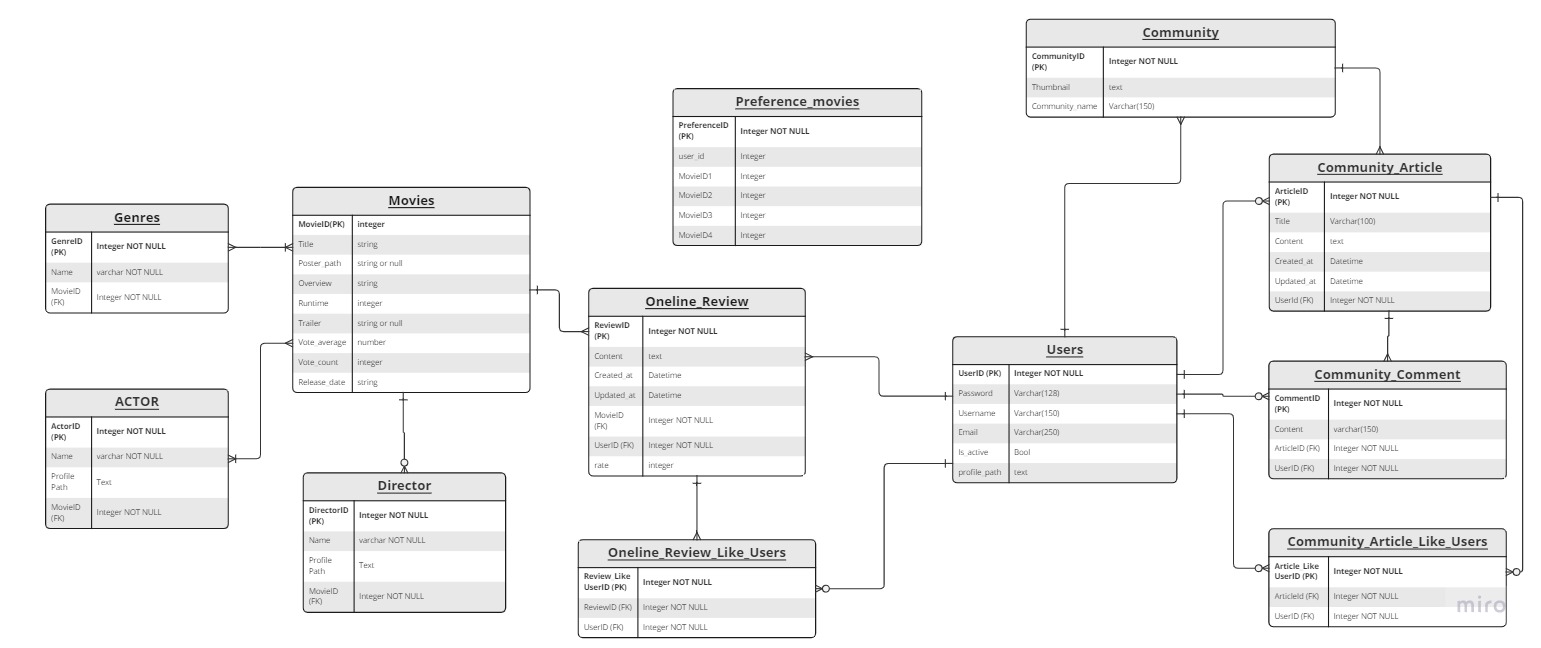 Community
CommunityID
(PK)
Integer NOT NULL
Thumbnail
text
Community_name
Varchar(150)
Preference_movies
PreferenceID
(PK)
Integer NOT NULL
user_id
Integer
MovieID1
Integer
MovieID2
Integer
MovieID3
Integer
MovieID4
Integer
Community_Article
ArticleID
(PK)
Integer NOT NULL
Title
Varchar(100)
Content
text
Created_at
Datetime
Updated_at
Datetime
UserId (FK)
Integer NOT NULL
Movies
MovieID(PK)
integer
Title
string
Poster_path
string or null
Overview
string
Runtime
integer
Trailer
string or null
Vote_average
number
Vote_count
integer
Release_date
string
Genres
GenreID
(PK)
Integer NOT NULL
Name
varchar NOT NULL
MovieID
(FK)
Integer NOT NULL
Oneline_Review
ReviewID
(PK)
Integer NOT NULL
Content
text
Created_at
Datetime
Updated_at
Datetime
MovieID
(FK)
Integer NOT NULL
UserID (FK)
Integer NOT NULL
rate
integer
Users
UserID (PK)
Integer NOT NULL
Password
Varchar(128)
Username
Varchar(150)
Email
Varchar(250)
Is_active
Bool
profile_path
text
Community_Comment
CommentID
(PK)
Integer NOT NULL
Content
varchar(150)
ArticleID (FK)
Integer NOT NULL
UserID (FK)
Integer NOT NULL
ACTOR
ActorID
(PK)
Integer NOT NULL
Name
varchar NOT NULL
Profile
Path
Text
MovieID
(FK)
Integer NOT NULL
Director
DirectorID
(PK)
Integer NOT NULL
Name
varchar NOT NULL
Profile
Path
Text
MovieID
(FK)
Integer NOT NULL
Oneline_Review_Like_Users
Review_Like
UserID (PK)
Integer NOT NULL
ReviewID (FK)
Integer NOT NULL
UserID (FK)
Integer NOT NULL
Community_Article_Like_Users
Article_Like
UserID (PK)
Integer NOT NULL
ArticleId (FK)
Integer NOT NULL
UserID (FK)
Integer NOT NULL
miro